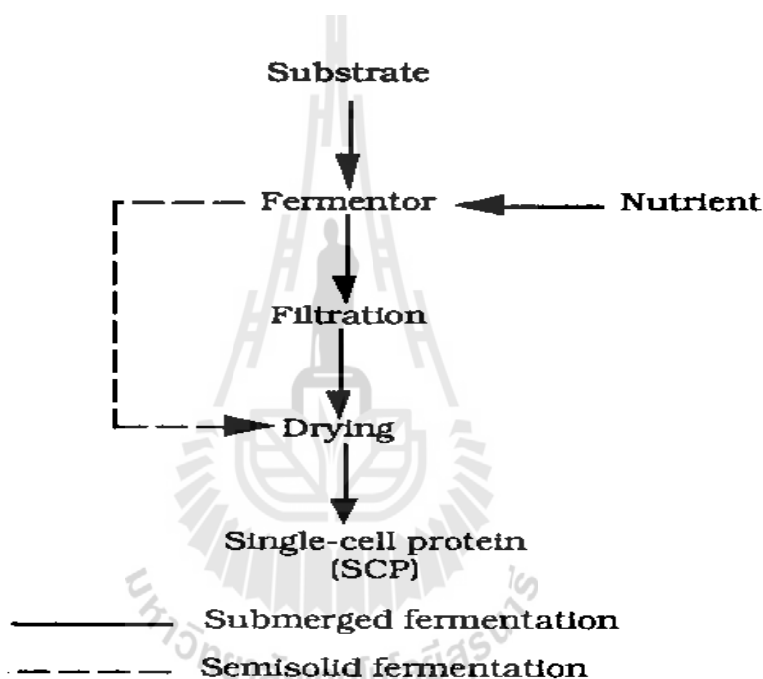 Substrate
Fermentor
Nutrient
Filtration
Drying
Single-cell protein
(SCP)
Submerged fermentation
Semisolid fermentation